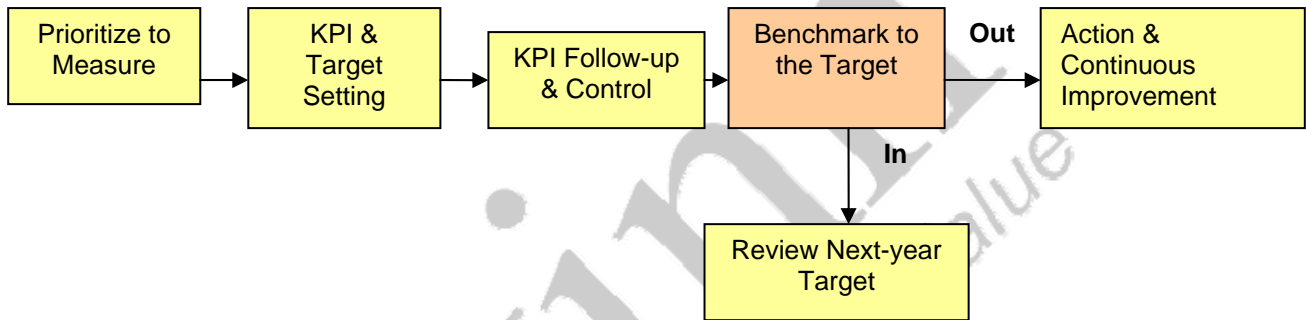 Prioritize to
Measure
KPI &
Target
Setting
KPI Follow-up
& Control
Benchmark to
the Target
Out
Action &
Continuous
Improvement
In
Review Next-year
Target